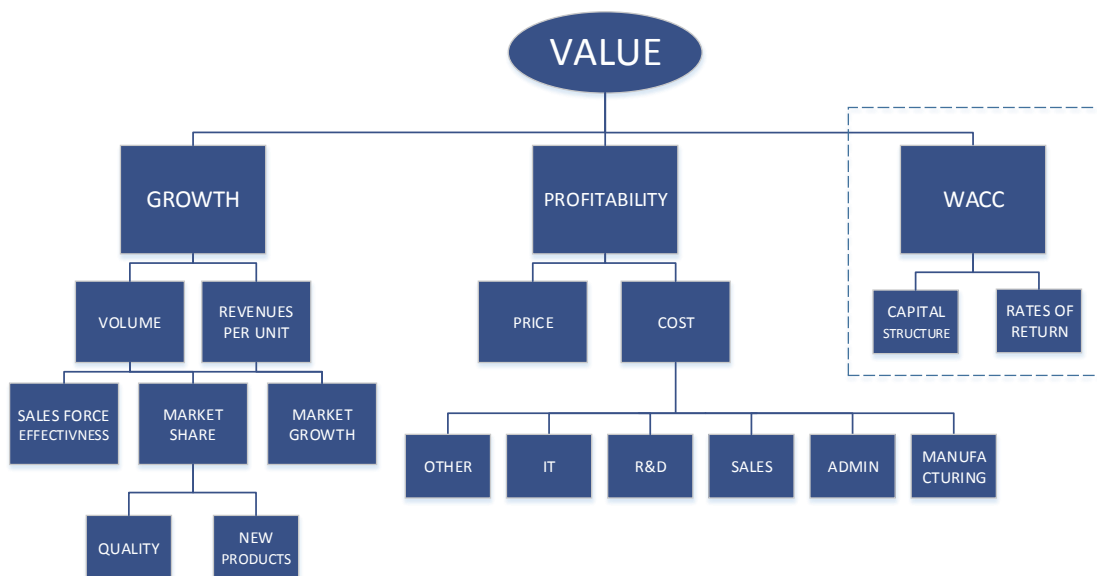 VALUE
GROWTH
PROFITABILITY
WACC
VOLUME
REVENUES
PER UNIT
PRICE
COST
CAPITAL
STRUCTURE
RATES OF
RETURN
SALES FORCE
EFFECTIVNESS
MARKET
SHARE
MARKET
GROWTH
OTHER
IT
R&D
SALES
ADMIN
MANUFA
CTURING
QUALITY
NEW
PRODUCTS